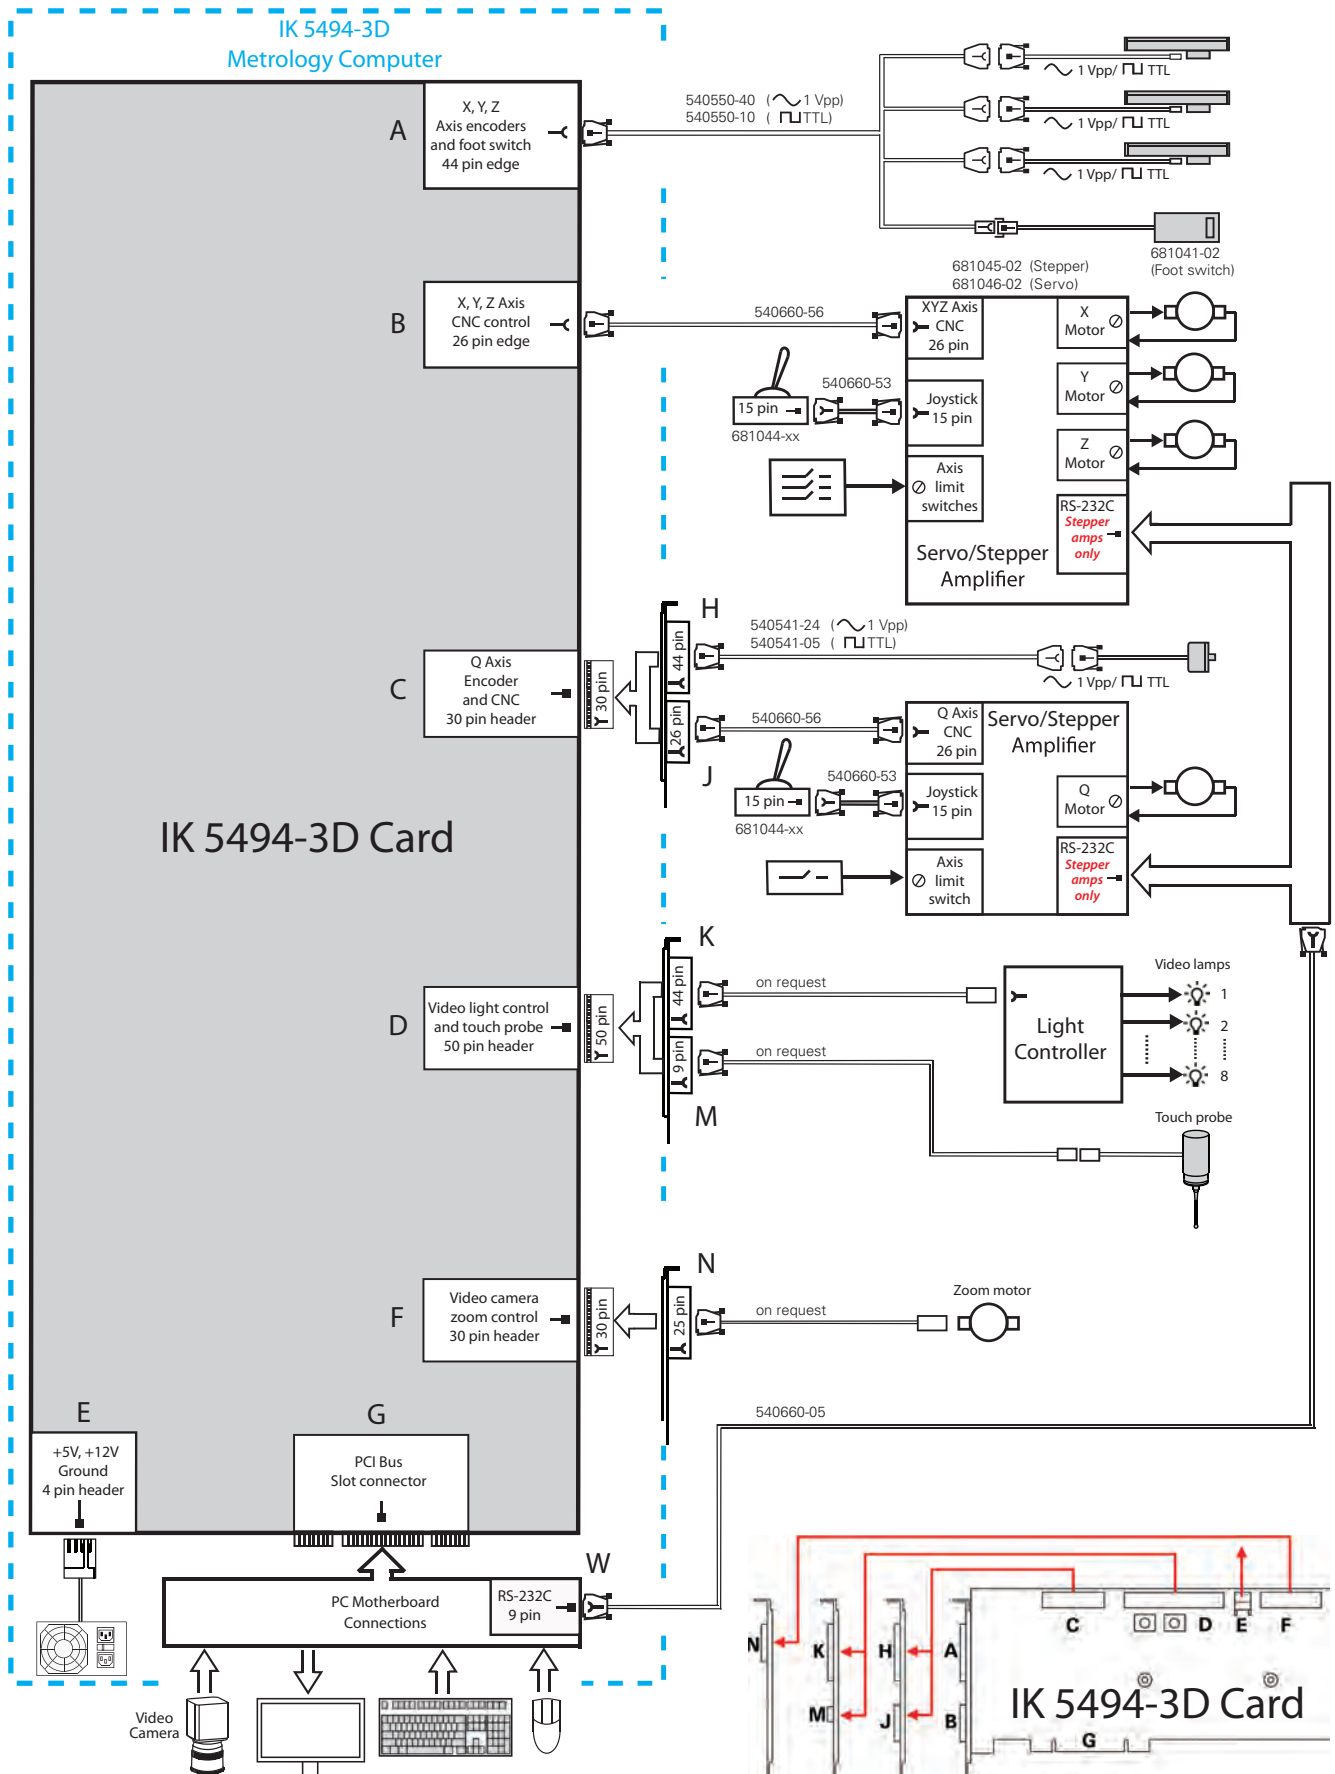 IK 5494-3D
Metrology Computer
A
X, Y, Z
Axis encoders
and foot switch
44 pin edge
540550-40 ( 1 Vpp)
540550-10 ( TTL)
1 Vpp/ TTL
1 Vpp/ TTL
1 Vpp/ TTL
681041-02
(Foot switch)
B
X, Y, Z Axis
CNC control
26 pin edge
540660-56
681045-02 (Stepper)
681046-02 (Servo)
XYZ Axis
CNC
26 pin
X
Motor
Y
Motor
Z
Motor
540660-53
15 pin
681044-xx
Joystick
15 pin
Axis
limit
switches
RS-232C
Stepper
amps
only
Servo/Stepper
Amplifier
C
Q Axis
Encoder
and CNC
30 pin header
30 pin
H
44 pin
26 pin
J
540541-24 ( 1 Vpp)
540541-05 ( TTL)
1 Vpp/ TTL
540660-56
Q Axis
CNC
26 pin
Servo/Stepper
Amplifier
540660-53
15 pin
681044-xx
Joystick
15 pin
Q
Motor
Axis
limit
switch
RS-232C
Stepper
amps
only
IK 5494-3D Card
D
Video light control
and touch probe
50 pin header
50 pin
K
44 pin
9 pin
M
on request
on request
Light
Controller
Video lamps
1
2
8
Touch probe
F
Video camera
zoom control
30 pin header
30 pin
N
25 pin
on request
Zoom motor
540660-05
E
+5V, +12V
Ground
4 pin header
G
PCI Bus
Slot connector
W
PC Motherboard
Connections
RS-232C
9 pin
Video
Camera
N
K
M
H
J
A
B
C
D
E
F
IK 5494-3D Card
G